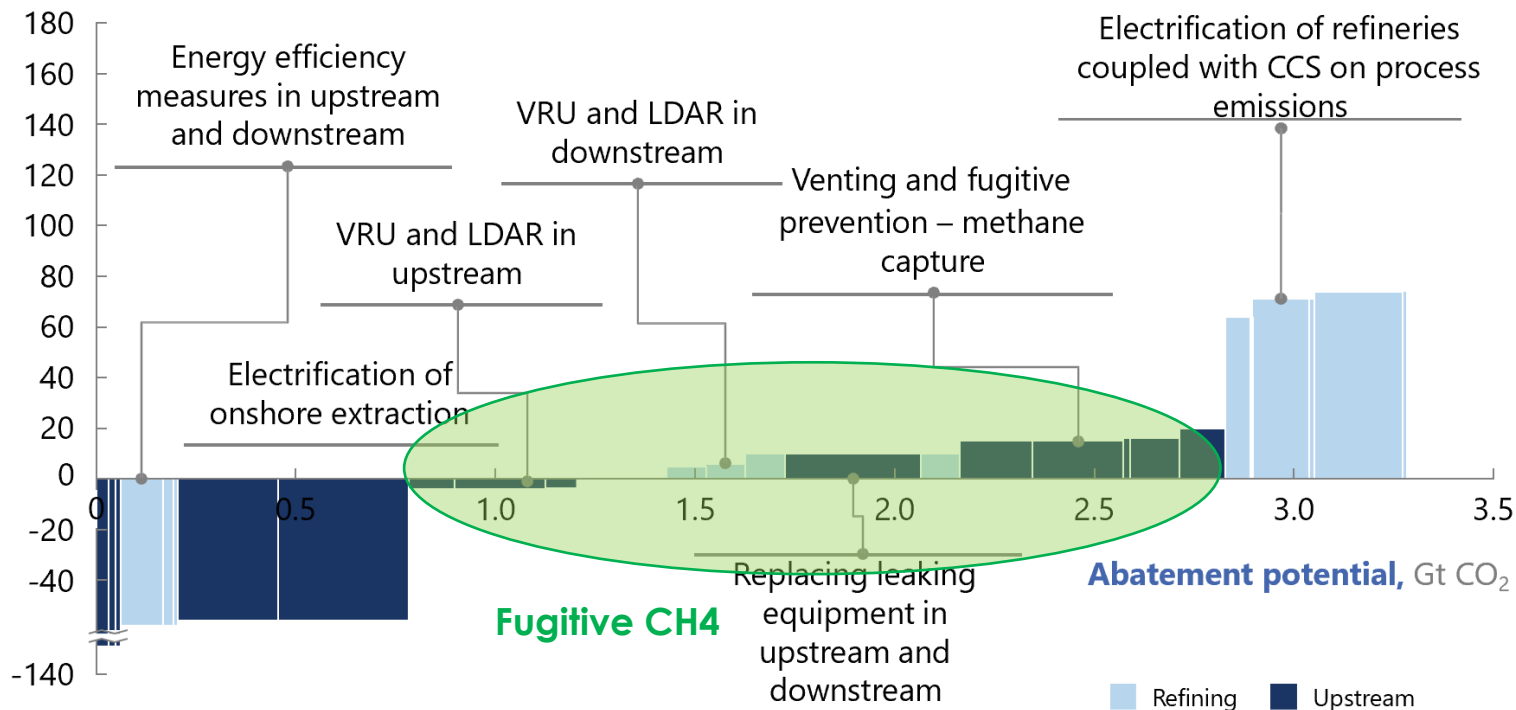 180
160
140
120
100
80
60
40
20
0
-20
-40
-140
Energy efficiency
measures in upstream
and downstream
VRU and LDAR in
upstream
Electrification of
onshore extraction
VRU and LDAR in
downstream
Venting and fugitive
prevention – methane
capture
Electrification of refineries
coupled with CCS on process
emissions
0 0.5 1.0 1.5 2.0 2.5 3.0 3.5
Replacing leaking
equipment in
upstream and
downstream
Fugitive CH4
Abatement potential, Gt CO₂
Refining Upstream